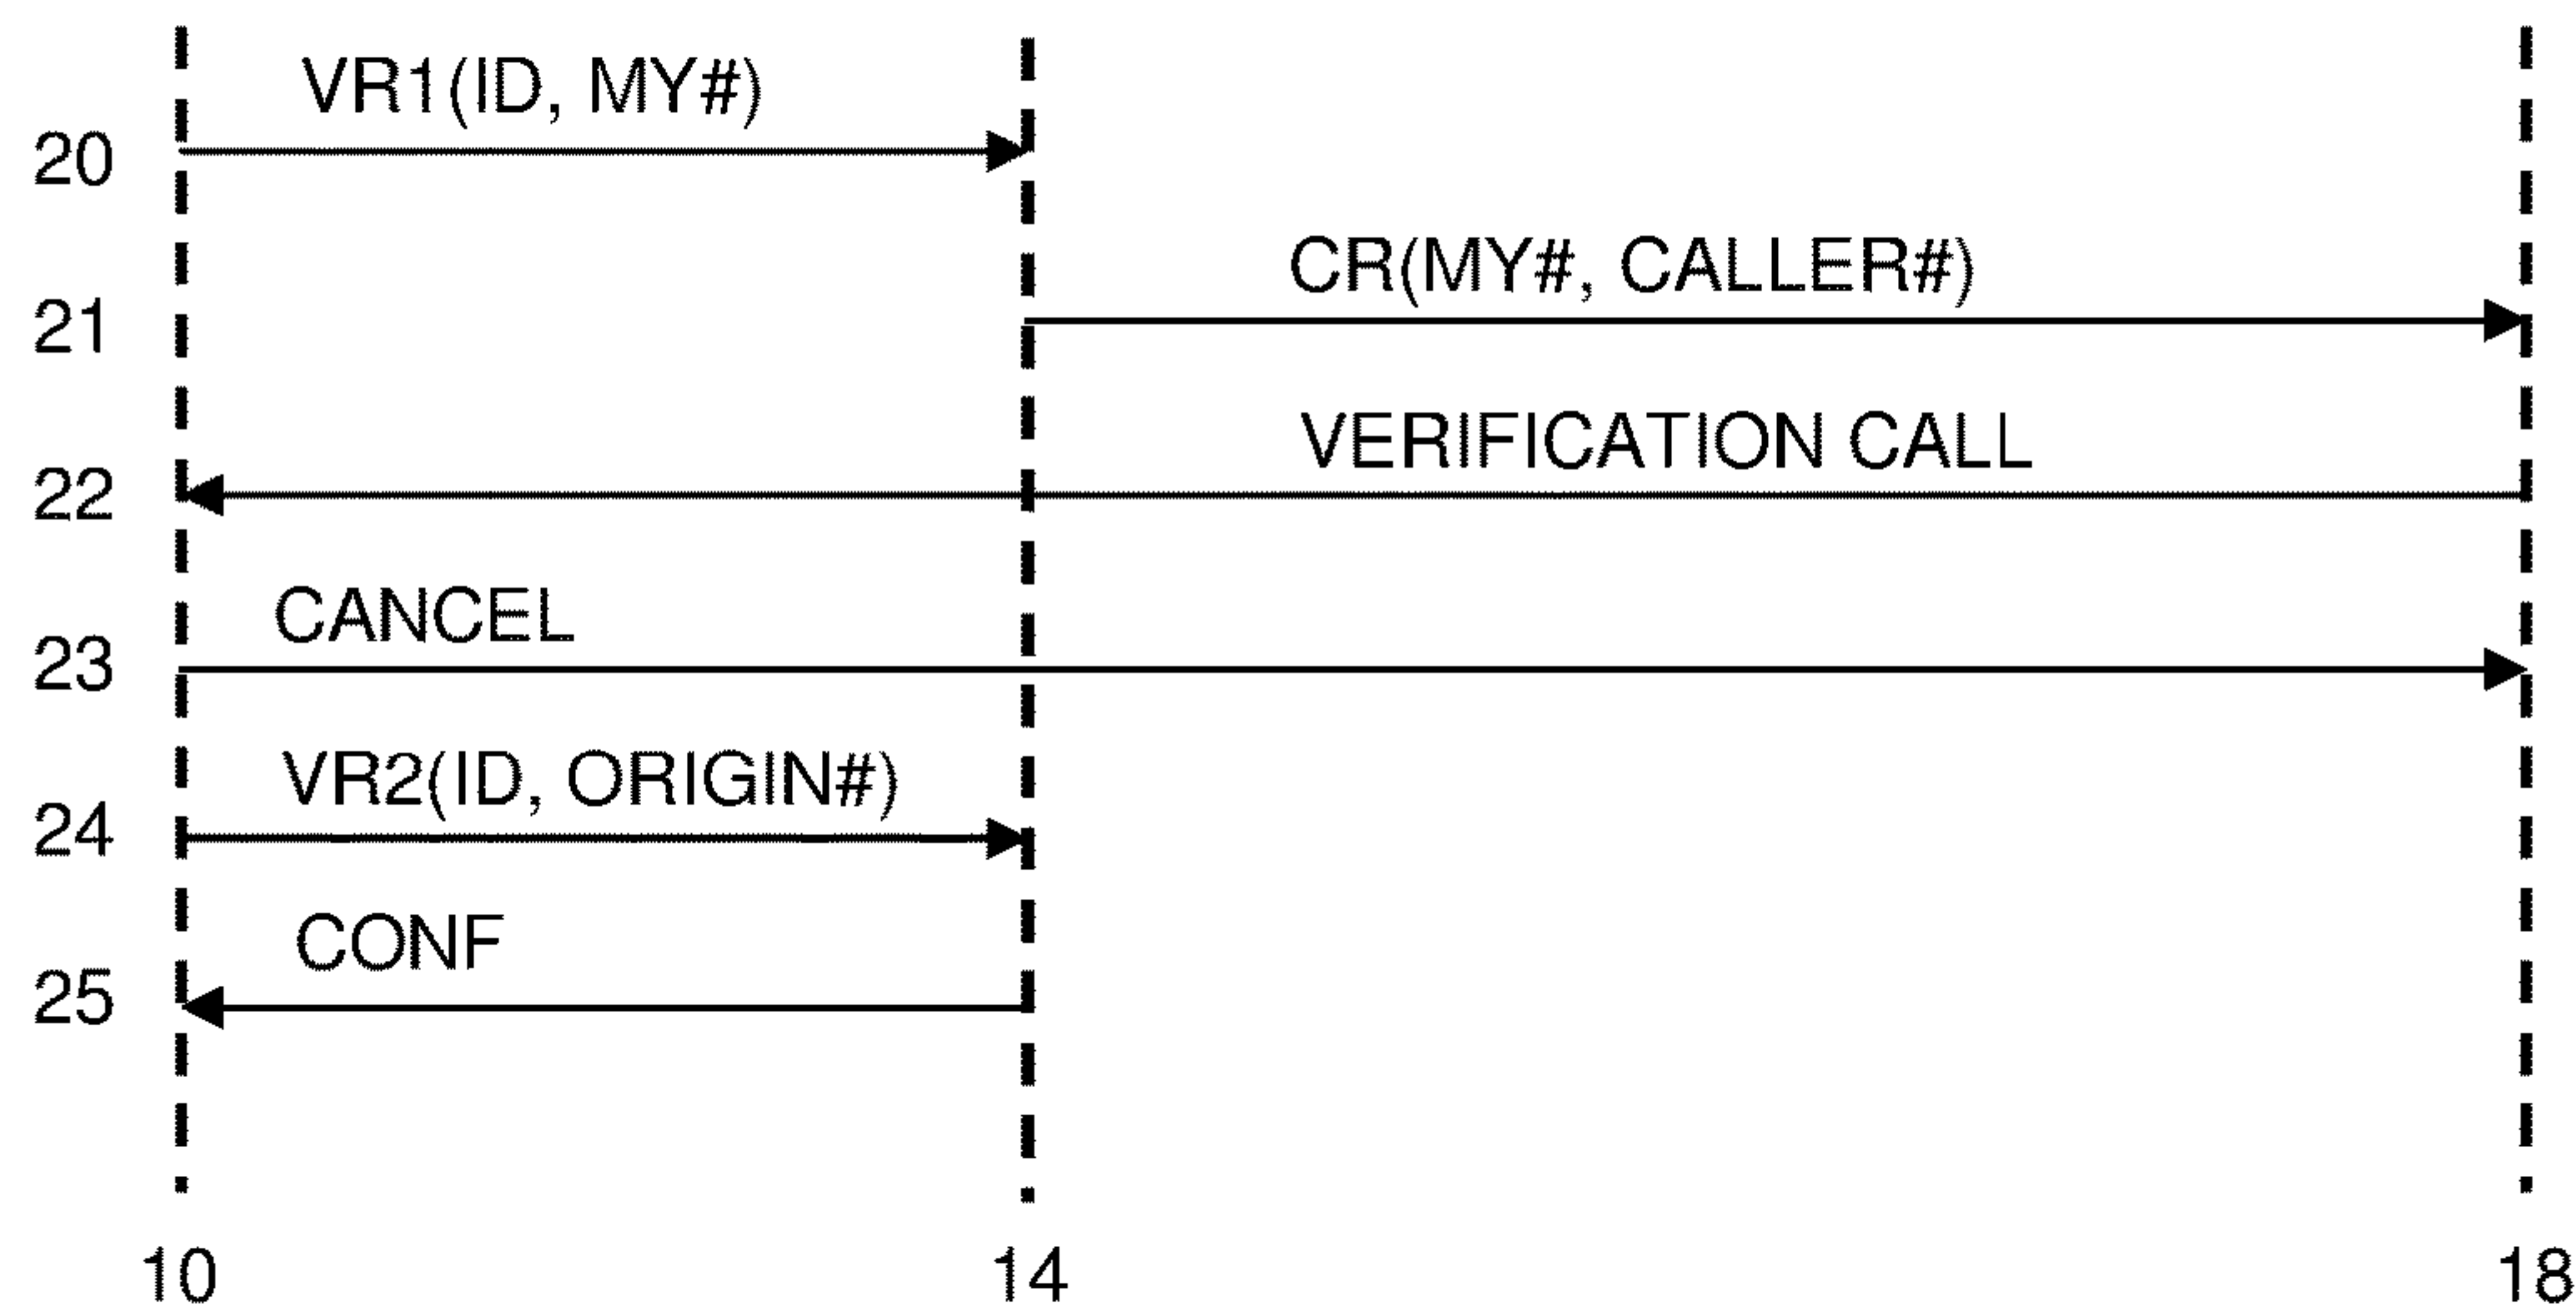 VR1(ID, MY#)
20
CR(MY#, CALLER#)
21
VERIFICATION CALL
22
CANCEL
23
VR2(ID, ORIGIN#)
24
CONF
25
10 14 18